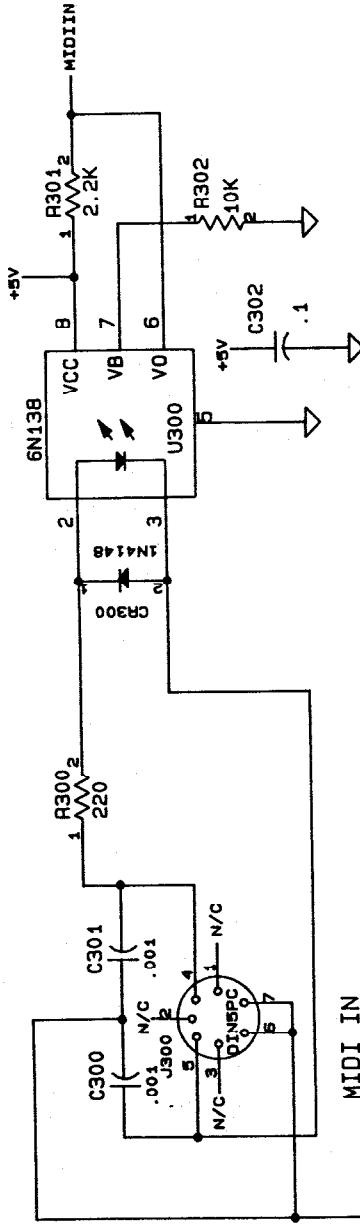 MIDI IN
C300
.001
C301
.001
J300
DIN5PC
N/C
N/C
N/C
5
2
4
3
1
6
7
R300
1
2
220
CR300
1N4148
1
2
2
3
6N138
VCC
VB
VO
U300
8
7
6
5
+5V
R301
1
2
2.2K
MIDIIN
R302
10K
1
2
+5V
C302
.1